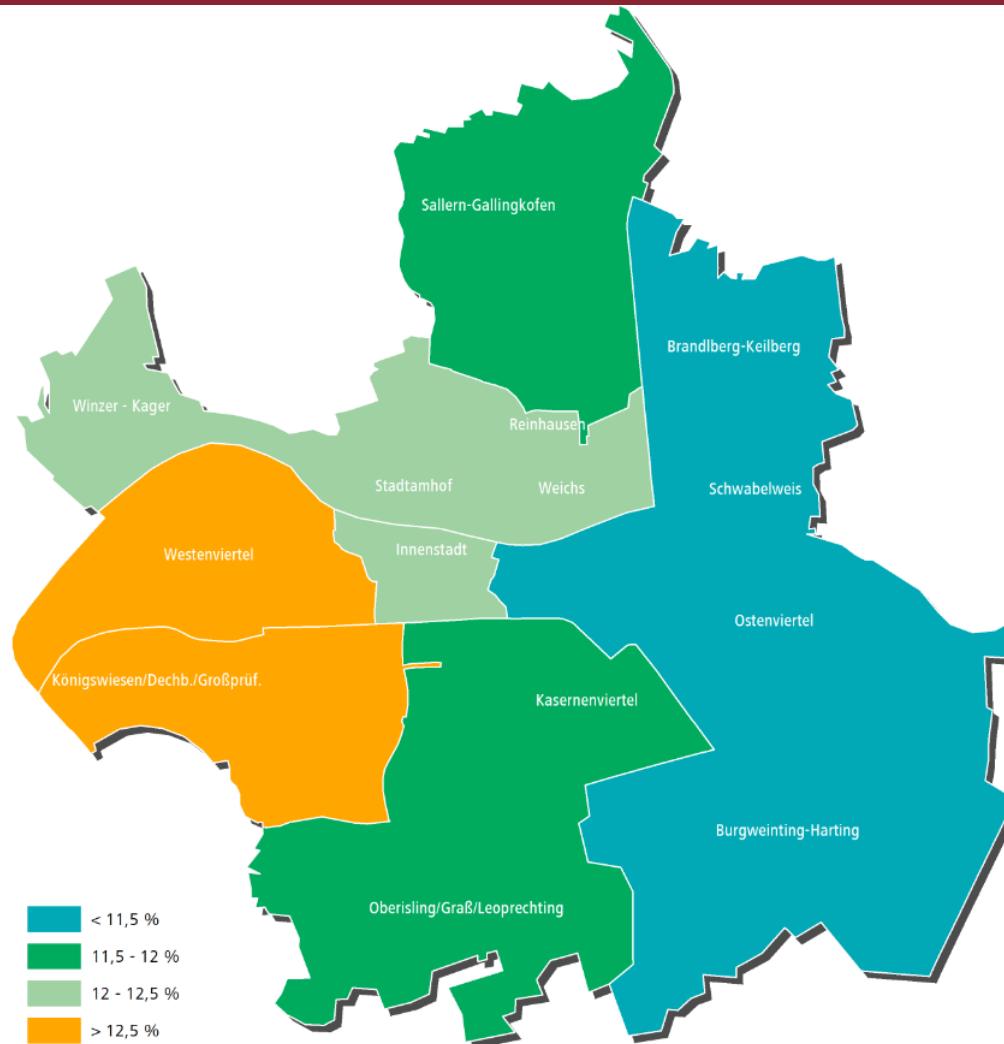 Sallern-Gallingkofen
Brandlberg-Keilberg
Winzer - Kager
Reinhausen
Stadtamhof
Weichs
Schwabelweis
Westenviertel
Innenstadt
Ostenviertel
Königswiesen/Dechb./Großprüf.
Kasernenviertel
Burgweinting-Harting
Oberisling/Graß/Leoprechting
< 11,5 %
11,5 - 12 %
12 - 12,5 %
> 12,5 %